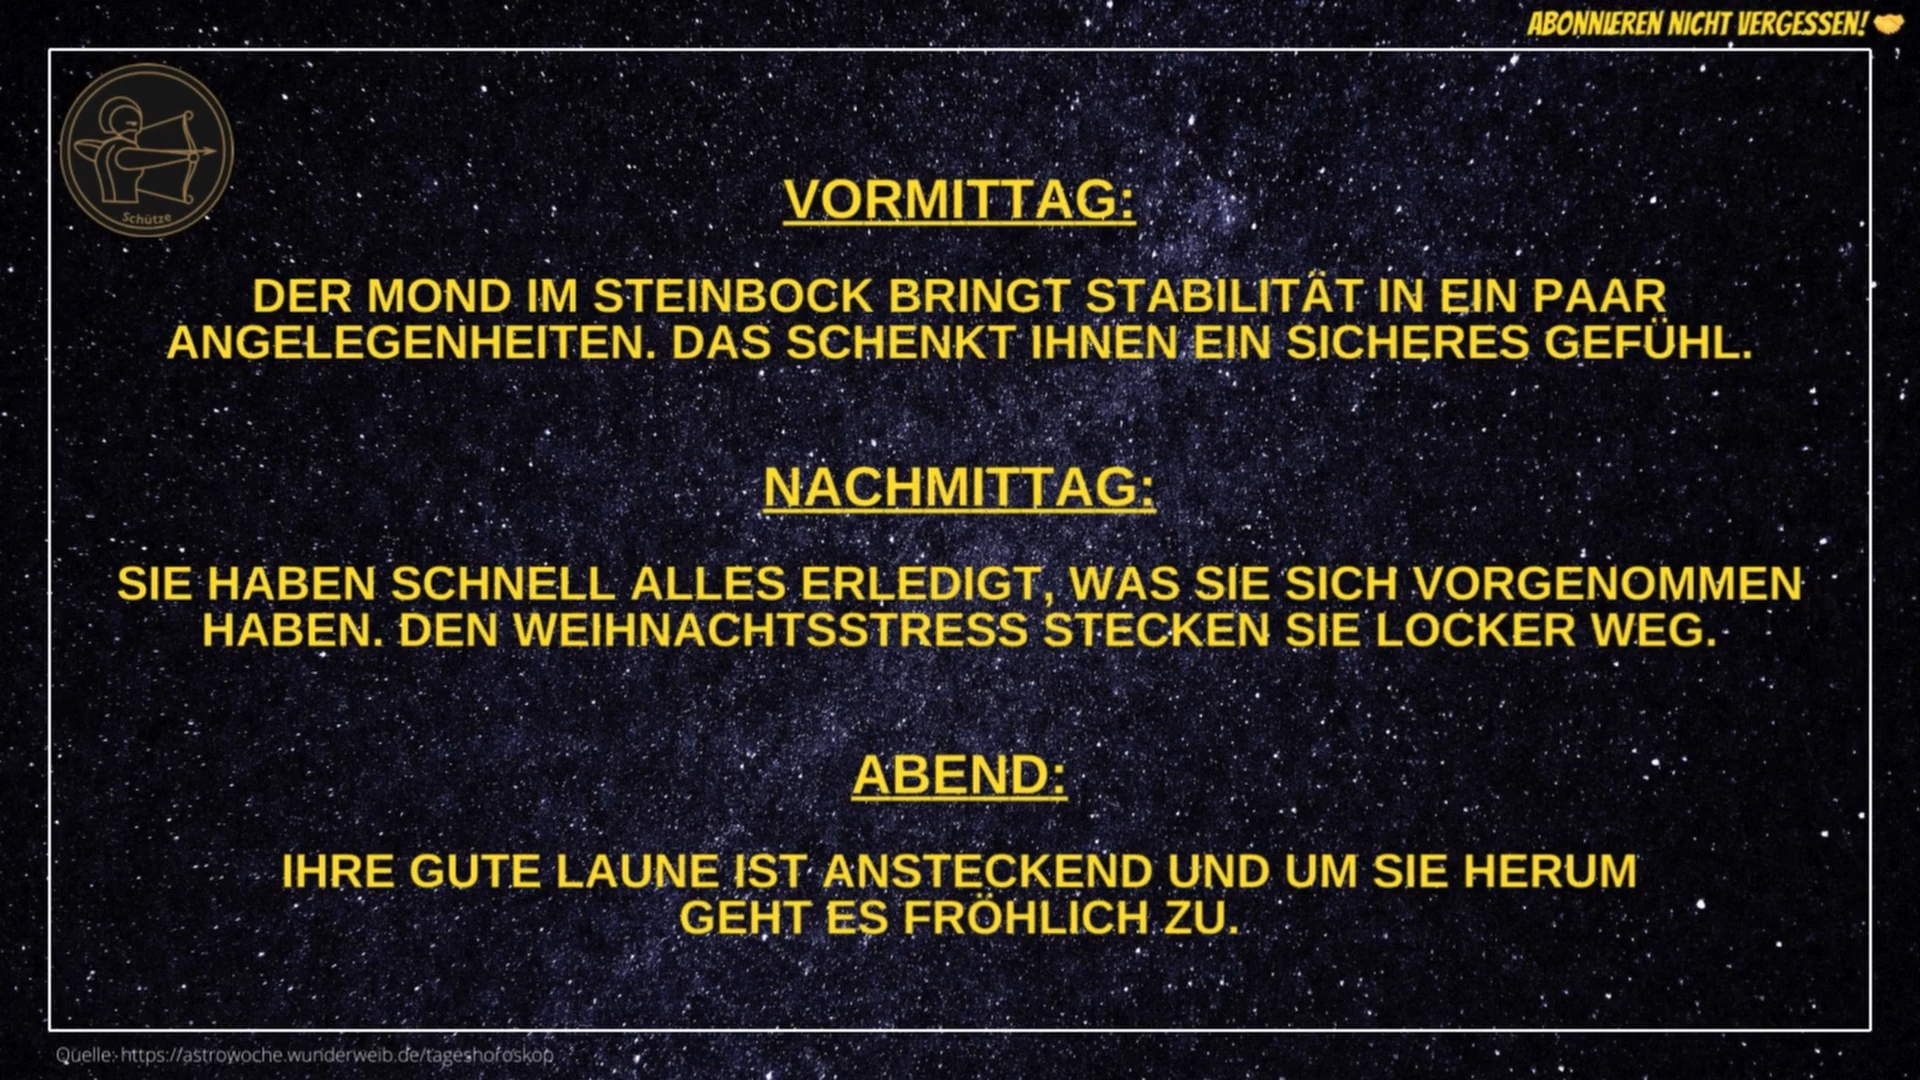 ABONNIEREN NICHT VERGESSEN!
Schütze
VORMITTAG:
DER MOND IM STEINBOCK BRINGT STABILITÄT IN EIN PAAR
ANGELEGENHEITEN. DAS SCHENKT IHNEN EIN SICHERES GEFÜHL.
NACHMITTAG:
SIE HABEN SCHNELL ALLES ERLEDIGT, WAS SIE SICH VORGENOMMEN
HABEN. DEN WEIHNACHTSSTRESS STECKEN SIE LOCKER WEG.
ABEND:
IHRE GUTE LAUNE IST ANSTECKEND UND UM SIE HERUM
GEHT ES FRÖHLICH ZU.
Quelle: https://astrowoche.wunderweib.de/tageshoroskop